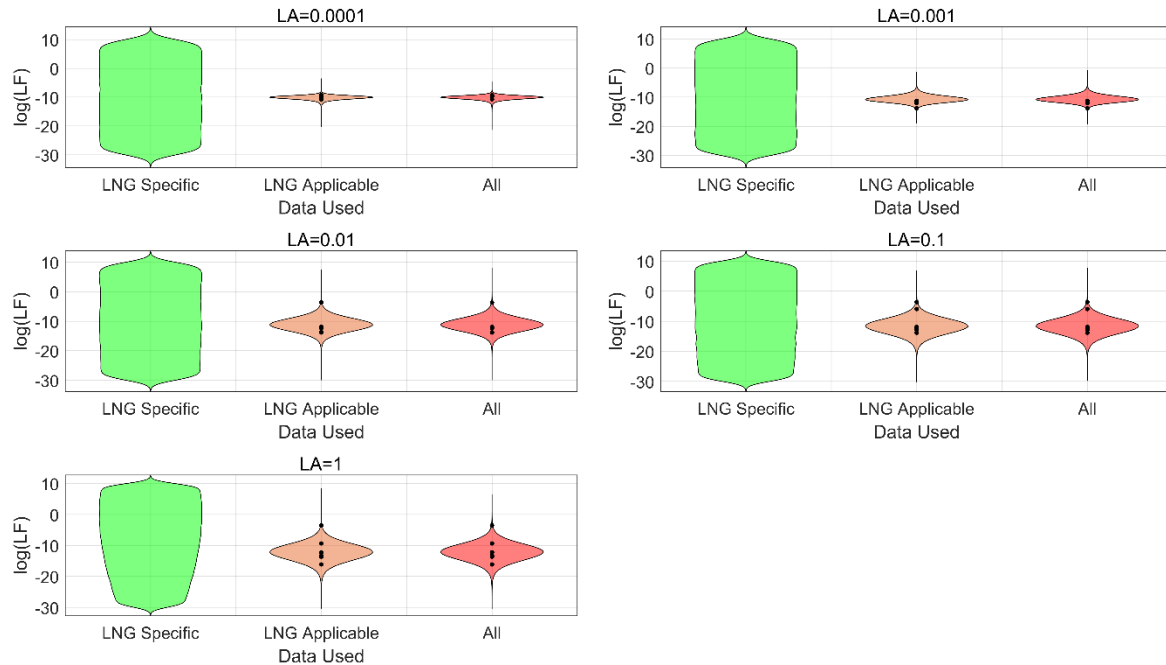 LA=0.0001
10
0
-10
-20
-30
log(LF)
LNG Specific LNG Applicable All
Data Used
LA=0.001
10
0
-10
-20
-30
log(LF)
LNG Specific LNG Applicable All
Data Used
LA=0.01
10
0
-10
-20
-30
log(LF)
LNG Specific LNG Applicable All
Data Used
LA=0.1
10
0
-10
-20
-30
log(LF)
LNG Specific LNG Applicable All
Data Used
LA=1
10
0
-10
-20
-30
log(LF)
LNG Specific LNG Applicable All
Data Used